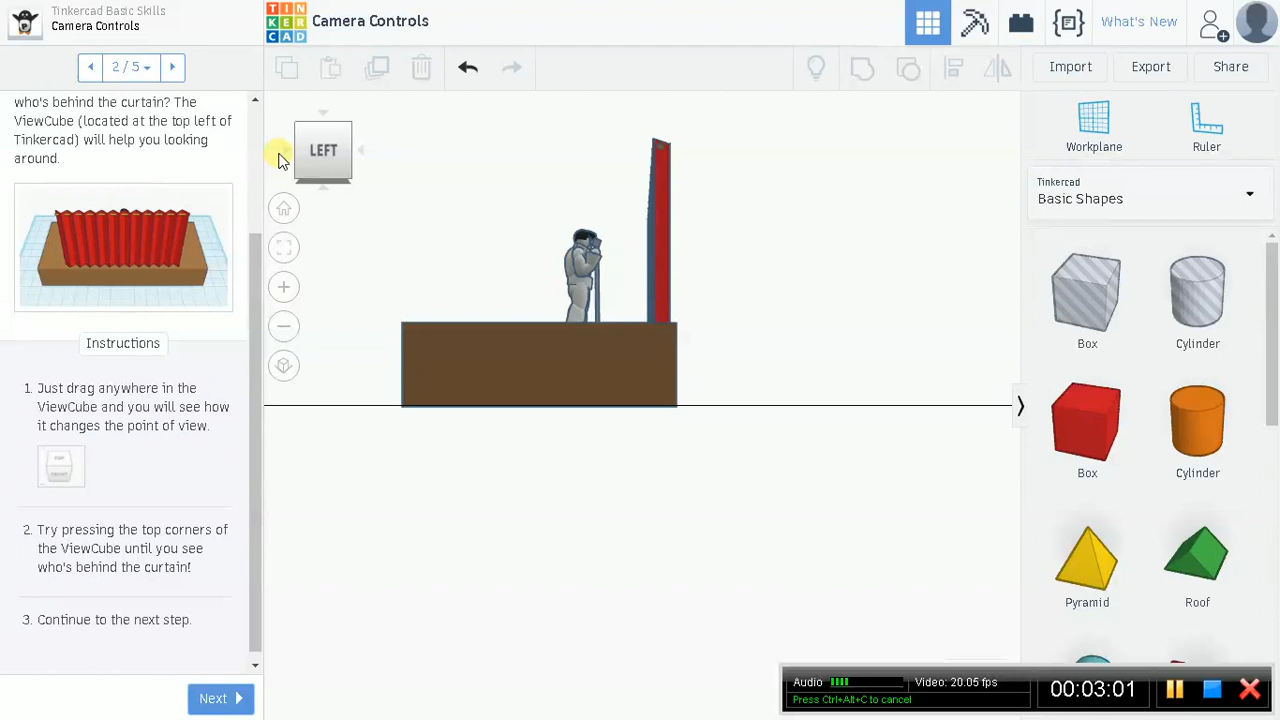 Tinkercad Basic Skills
Camera Controls
TIN
KER
CAD
Camera Controls
What's New
2 / 5
Import
Export
Share
who's behind the curtain? The
ViewCube (located at the top left of
Tinkercad) will help you looking
around.
Instructions
1. Just drag anywhere in the
ViewCube and you will see how
it changes the point of view.
2. Try pressing the top corners of
the ViewCube until you see
who's behind the curtain!
3. Continue to the next step.
xt
LEFT
Workplane
Ruler
Tinkercad
Basic Shapes
Box
Cylinder
Box
Cylinder
Pyramid
Roof
Audio
Video: 20.05 fps
Press Ctrl+Alt+C to cancel
00:03:01